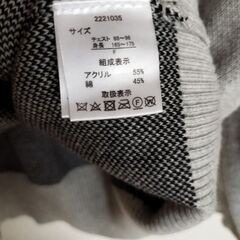 2221035
サイズ
チェスト 88~96
身長 165~175
F
組成表示
アクリル 55%
綿 45%
取扱表示